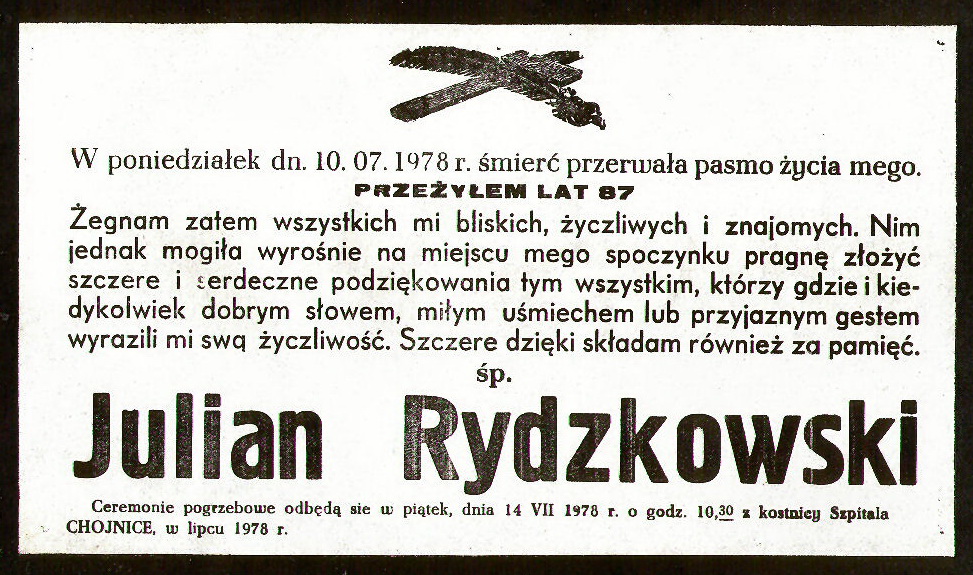 W poniedziałek dn. 10. 07. 1978 r. śmierć przerwała pasmo życia mego.
PRZEŻYŁEM LAT 87
Żegnam zatem wszystkich mi bliskich, życzliwych i znajomych. Nim
jednak mogiła wyrośnie na miejscu mego spoczynku pragnę złożyć
szczere i serdeczne podziękowania tym wszystkim, którzy gdzie i kie-
dykolwiek dobrym słowem, miłym uśmiechem lub przyjaznym gestem
wyrazili mi swą życzliwość. Szczere dzięki składam również za pamięć.
śp.
Julian Rydzkowski
Ceremonie pogrzebowe odbędą sie w piątek, dnia 14 VII 1978 r. o godz. 10,30 z kostnicy Szpitala
CHOJNICE, w lipcu 1978 r.